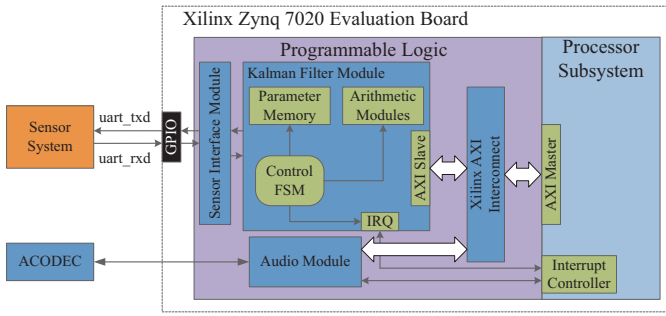 Xilinx Zynq 7020 Evaluation Board
Programmable Logic
Processor
Subsystem
Kalman Filter Module
Parameter
Memory
Arithmetic
Modules
Sensor Interface Module
uart_txd
GPIO
Sensor
System
uart_rxd
Control
FSM
AXI Slave
Xilinx AXI
Interconnect
AXI Master
IRQ
ACODEC
Audio Module
Interrupt
Controller